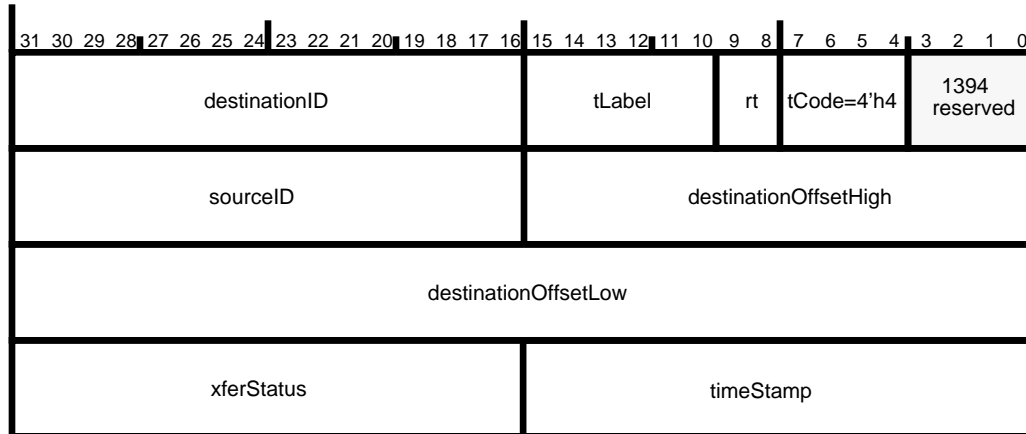 31 30 29 28 27 26 25 24 23 22 21 20 19 18 17 16 15 14 13 12 11 10 9 8 7 6 5 4 3 2 1 0
destinationID tLabel rt tCode=4'h4 1394
reserved
sourceID destinationOffsetHigh
destinationOffsetLow
xferStatus timeStamp